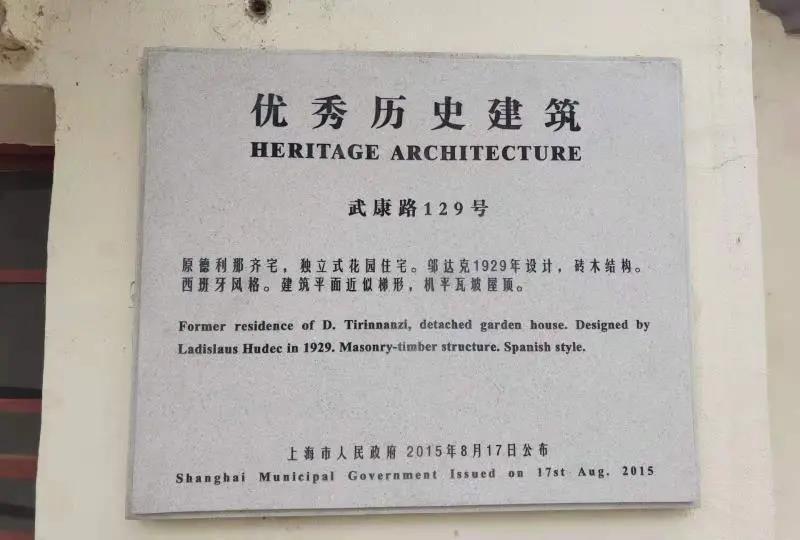 优秀历史建筑
HERITAGE ARCHITECTURE
武康路129号
原德利那齐宅，独立式花园住宅。邬达克1929年设计，砖木结构。
西班牙风格。建筑平面近似梯形，机平瓦坡屋顶。
Former residence of D. Tirinnanzi, detached garden house. Designed by
Ladislaus Hudec in 1929. Masonry-timber structure. Spanish style.
上海市人民政府 2015年8月17日公布
Shanghai Municipal Government Issued on 17st Aug. 2015